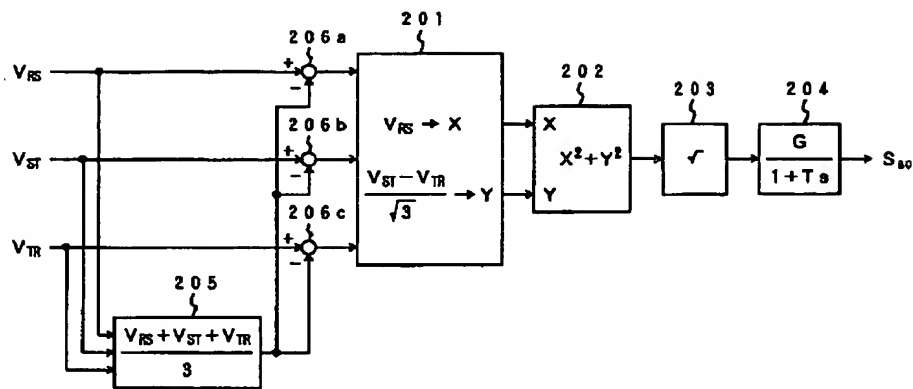 206a
201
V_RS
+
−
202
203
204
206b
V_RS → X
X
X²+Y²
√
G
1+Ts
S_ac
V_ST
+
−
V_ST−V_TR
√3
→ Y
Y
206c
V_TR
+
−
205
V_RS+V_ST+V_TR
3